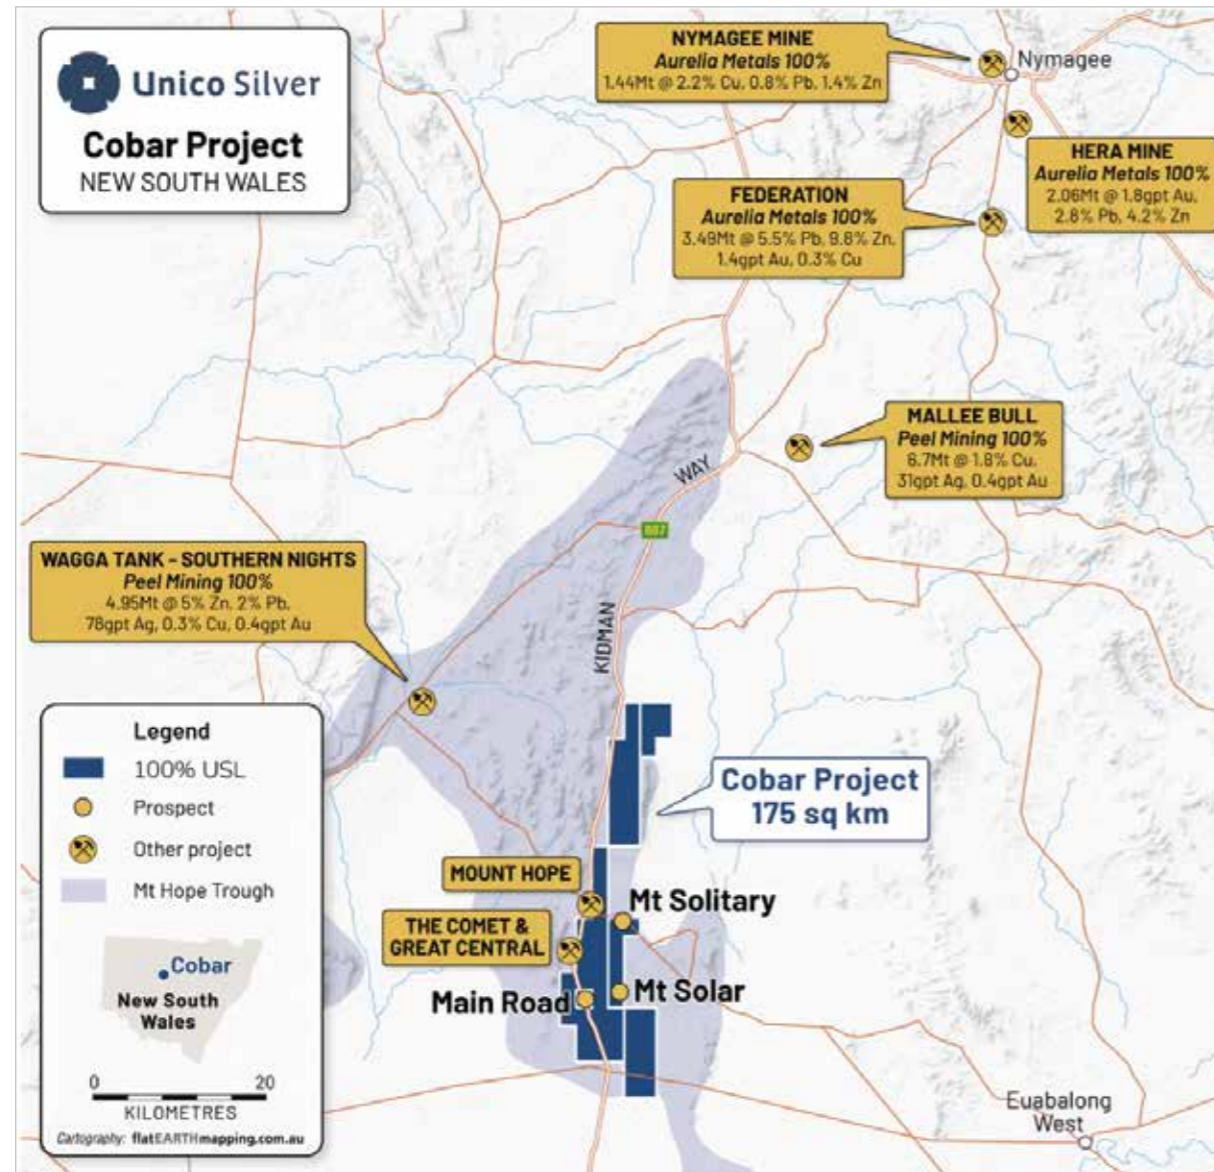 Unico Silver
Cobar Project
NEW SOUTH WALES
NYMAGEE MINE
Aurelia Metals 100%
1.44Mt @ 2.2% Cu, 0.8% Pb, 1.4% Zn
Nymagee
HERA MINE
Aurelia Metals 100%
2.06Mt @ 1.8gpt Au,
2.8% Pb, 4.2% Zn
FEDERATION
Aurelia Metals 100%
3.49Mt @ 5.5% Pb, 9.8% Zn,
1.4gpt Au, 0.3% Cu
MALLEE BULL
Peel Mining 100%
6.7Mt @ 1.8% Cu,
31gpt Ag, 0.4gpt Au
WAY
KIDMAN
WAGGA TANK - SOUTHERN NIGHTS
Peel Mining 100%
4.95Mt @ 5% Zn, 2% Pb,
78gpt Ag, 0.3% Cu, 0.4gpt Au
Cobar Project
175 sq km
MOUNT HOPE
Mt Solitary
THE COMET &
GREAT CENTRAL
Main Road
Mt Solar
Euabalong
West
Legend
100% USL
Prospect
Other project
Mt Hope Trough
Cobar
New South
Wales
0 20
KILOMETRES
Cartography: flatEARTHmapping.com.au